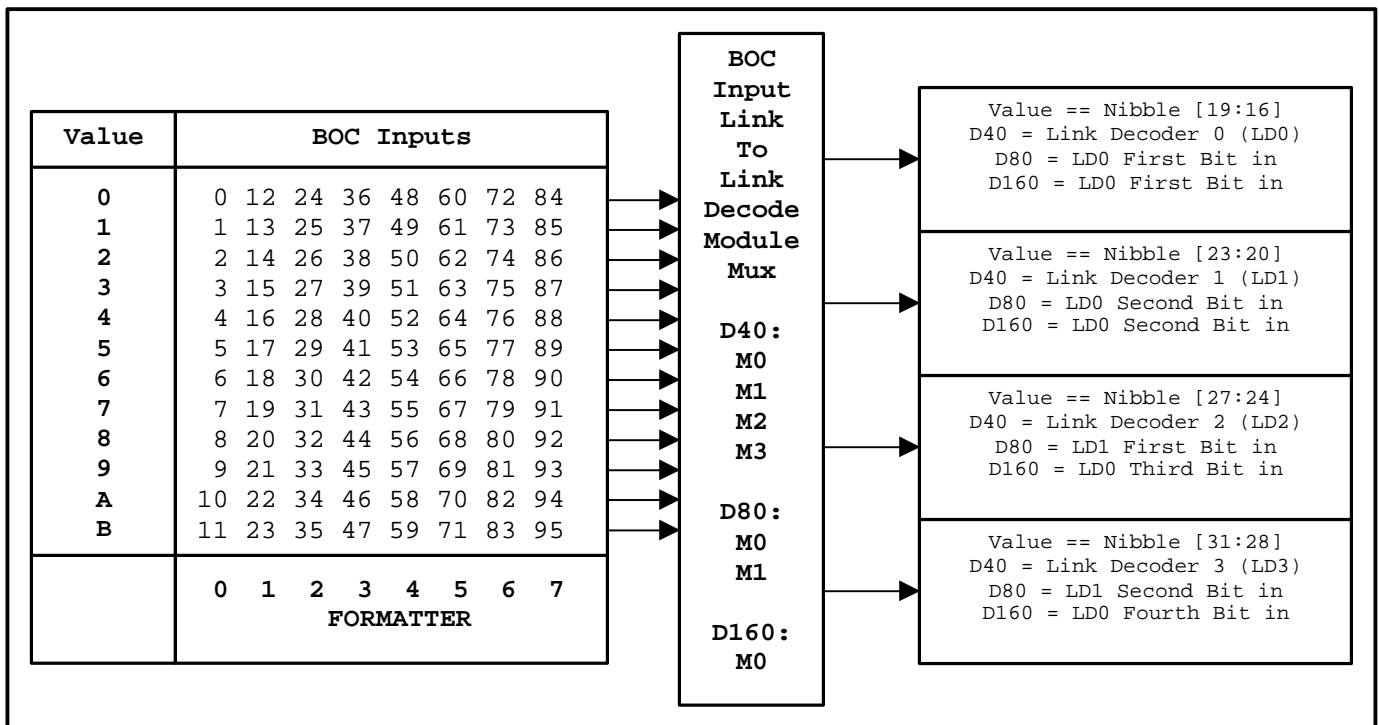 Value BOC Inputs
0 0 12 24 36 48 60 72 84
1 1 13 25 37 49 61 73 85
2 2 14 26 38 50 62 74 86
3 3 15 27 39 51 63 75 87
4 4 16 28 40 52 64 76 88
5 5 17 29 41 53 65 77 89
6 6 18 30 42 54 66 78 90
7 7 19 31 43 55 67 79 91
8 8 20 32 44 56 68 80 92
9 9 21 33 45 57 69 81 93
A 10 22 34 46 58 70 82 94
B 11 23 35 47 59 71 83 95
0 1 2 3 4 5 6 7
FORMATTER
BOC
Input
Link
To
Link
Decode
Module
Mux
D40:
M0
M1
M2
M3
D80:
M0
M1
D160:
M0
Value == Nibble [19:16]
D40 = Link Decoder 0 (LD0)
D80 = LD0 First Bit in
D160 = LD0 First Bit in
Value == Nibble [23:20]
D40 = Link Decoder 1 (LD1)
D80 = LD0 Second Bit in
D160 = LD0 Second Bit in
Value == Nibble [27:24]
D40 = Link Decoder 2 (LD2)
D80 = LD1 First Bit in
D160 = LD0 Third Bit in
Value == Nibble [31:28]
D40 = Link Decoder 3 (LD3)
D80 = LD1 Second Bit in
D160 = LD0 Fourth Bit in